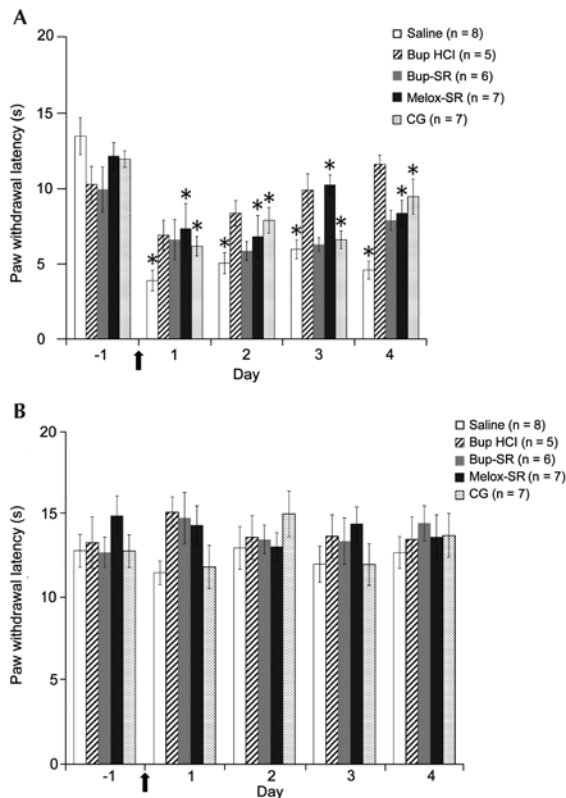 A
20
15
10
5
0
Paw withdrawal latency (s)
Saline (n = 8)
Bup HCl (n = 5)
Bup-SR (n = 6)
Melox-SR (n = 7)
CG (n = 7)
* * *
* * *
* * *
* * *
-1 1 2 3 4
Day
B
20
15
10
5
0
Paw withdrawal latency (s)
Saline (n = 8)
Bup HCl (n = 5)
Bup-SR (n = 6)
Melox-SR (n = 7)
CG (n = 7)
-1 1 2 3 4
Day